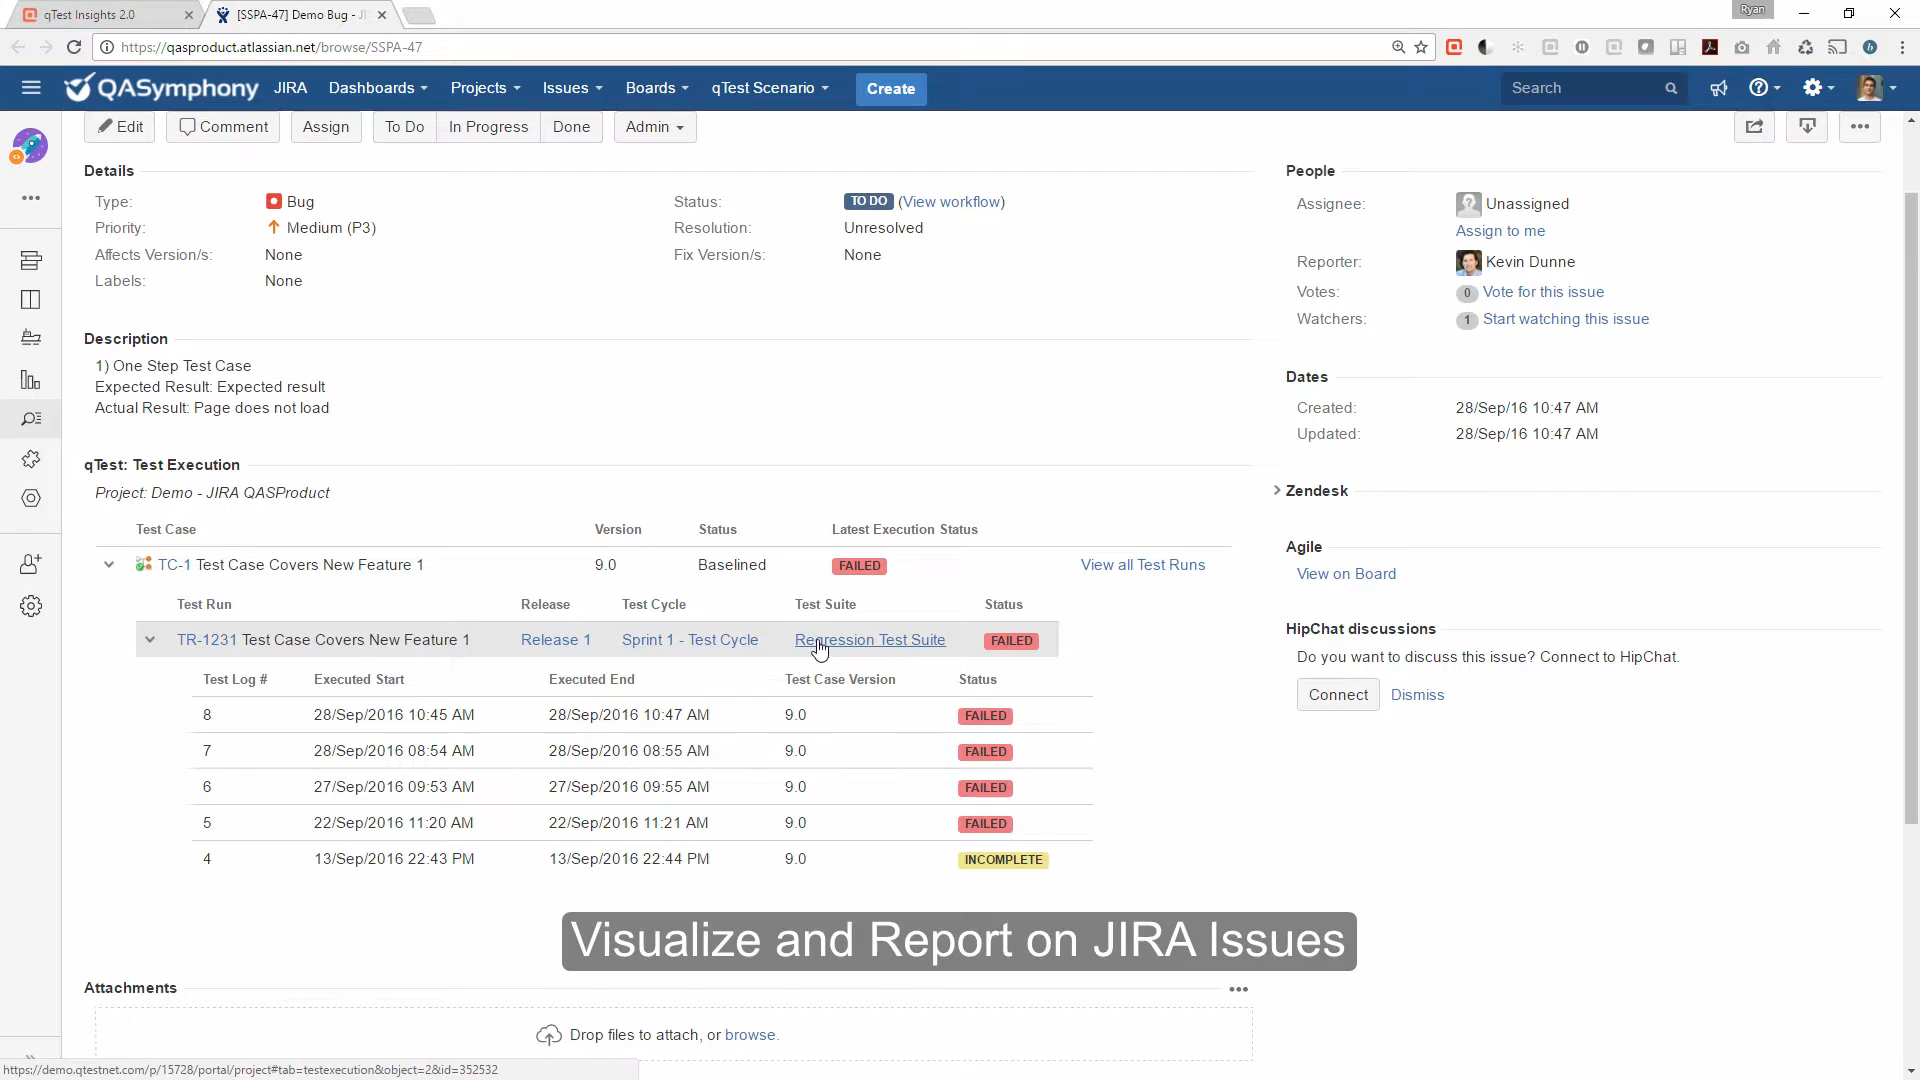 qTest Insights 2.0
[SSPA-47] Demo Bug - JI
Ryan
https://qasproduct.atlassian.net/browse/SSPA-47
QASymphony JIRA Dashboards Projects Issues Boards qTest Scenario Create Search
Edit Comment Assign To Do In Progress Done Admin
Details
Type: Bug
Status: TO DO (View workflow)
Priority: Medium (P3)
Resolution: Unresolved
Affects Version/s: None
Fix Version/s: None
Labels: None
Description
1) One Step Test Case
Expected Result: Expected result
Actual Result: Page does not load
qTest: Test Execution
Project: Demo - JIRA QASProduct
Test Case Version Status Latest Execution Status
TC-1 Test Case Covers New Feature 1 9.0 Baselined FAILED View all Test Runs
Test Run Release Test Cycle Test Suite Status
TR-1231 Test Case Covers New Feature 1 Release 1 Sprint 1 - Test Cycle Regression Test Suite FAILED
Test Log # Executed Start Executed End Test Case Version Status
8 28/Sep/2016 10:45 AM 28/Sep/2016 10:47 AM 9.0 FAILED
7 28/Sep/2016 08:54 AM 28/Sep/2016 08:55 AM 9.0 FAILED
6 27/Sep/2016 09:53 AM 27/Sep/2016 09:55 AM 9.0 FAILED
5 22/Sep/2016 11:20 AM 22/Sep/2016 11:21 AM 9.0 FAILED
4 13/Sep/2016 22:43 PM 13/Sep/2016 22:44 PM 9.0 INCOMPLETE
Visualize and Report on JIRA Issues
Attachments
Drop files to attach, or browse.
People
Assignee: Unassigned
Assign to me
Reporter: Kevin Dunne
Votes: 0 Vote for this issue
Watchers: 1 Start watching this issue
Dates
Created: 28/Sep/16 10:47 AM
Updated: 28/Sep/16 10:47 AM
Zendesk
Agile
View on Board
HipChat discussions
Do you want to discuss this issue? Connect to HipChat.
Connect Dismiss
https://demo.qtestnet.com/p/15728/portal/project#tab=testexecution&object=2&id=352532